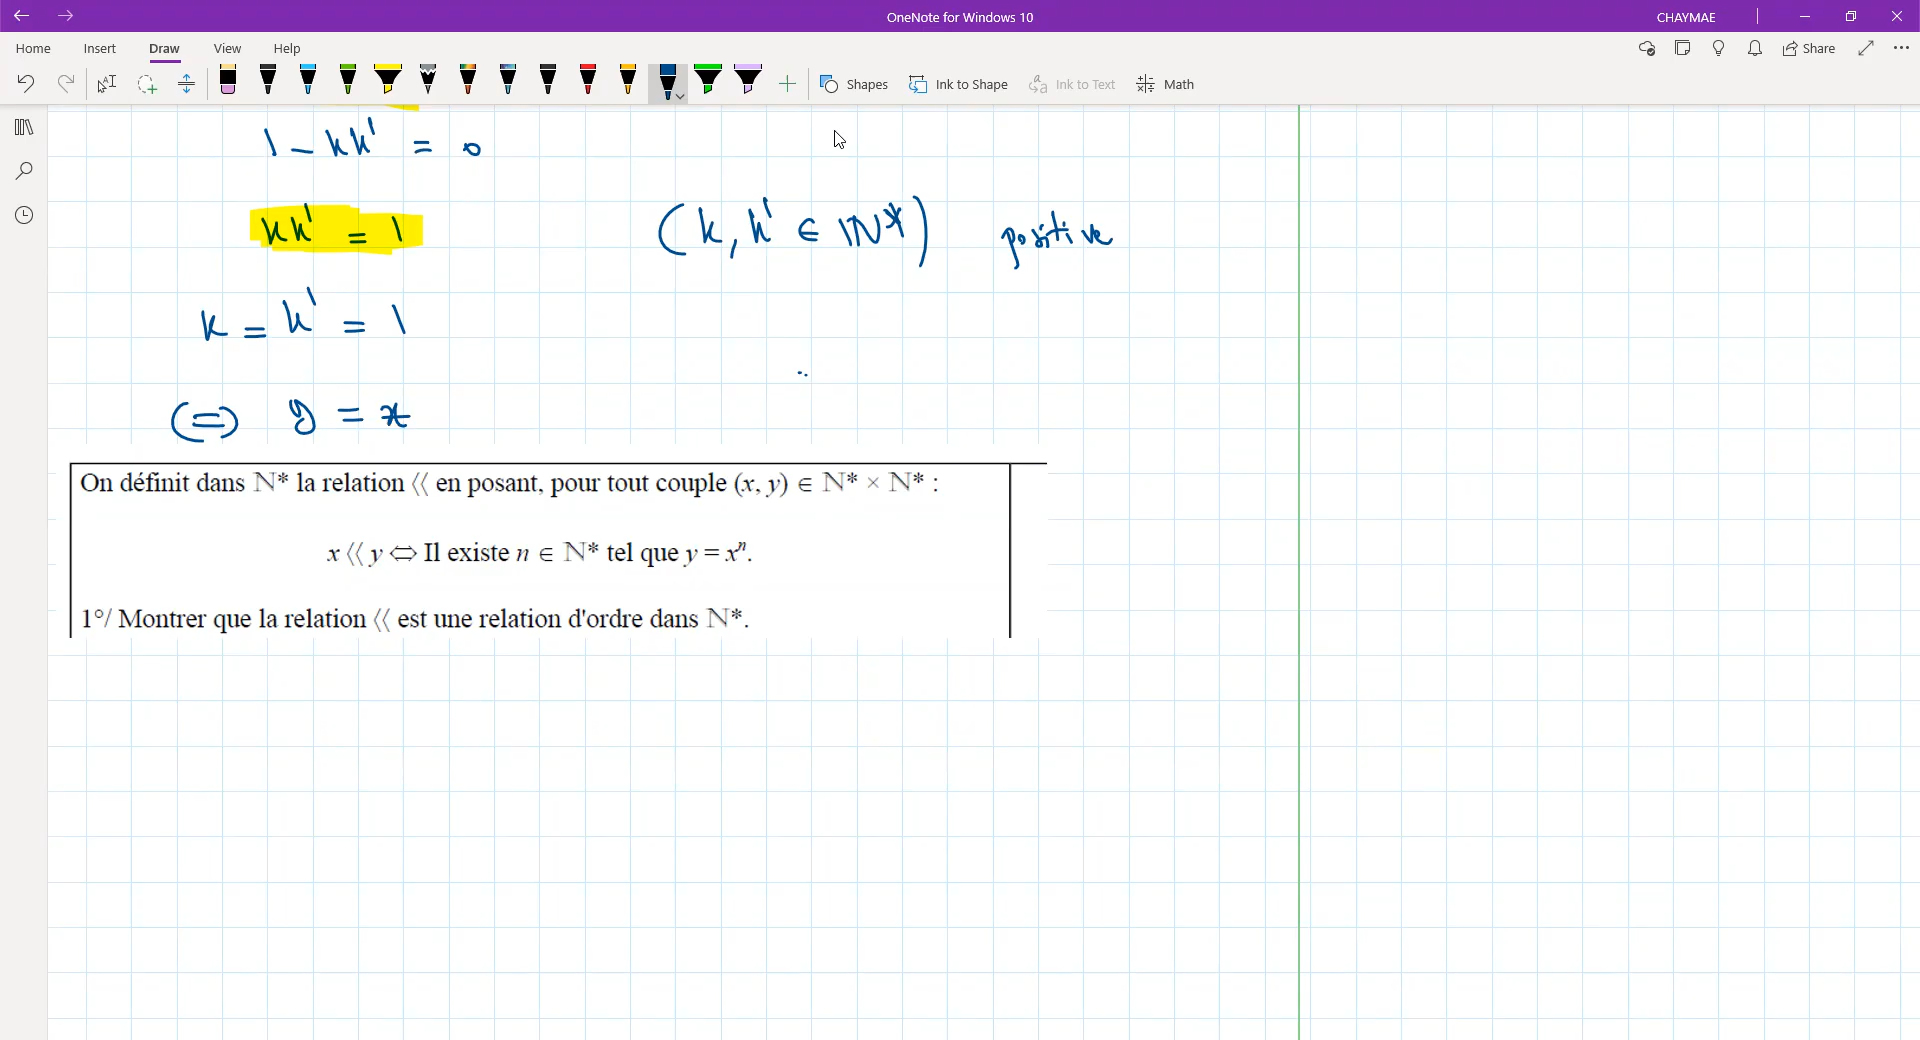 OneNote for Windows 10
CHAYMAE
Home Insert Draw View Help
Share
Shapes Ink to Shape Ink to Text Math
1 - kk' = 0
kk' = 1 (k, k' ∈ ℕ*) positive
k = k' = 1
(=) y = x
On définit dans ℕ* la relation ⟨⟨ en posant, pour tout couple (x, y) ∈ ℕ* × ℕ* :
x ⟨⟨ y ⇔ Il existe n ∈ ℕ* tel que y = xⁿ.
1°/ Montrer que la relation ⟨⟨ est une relation d'ordre dans ℕ*.